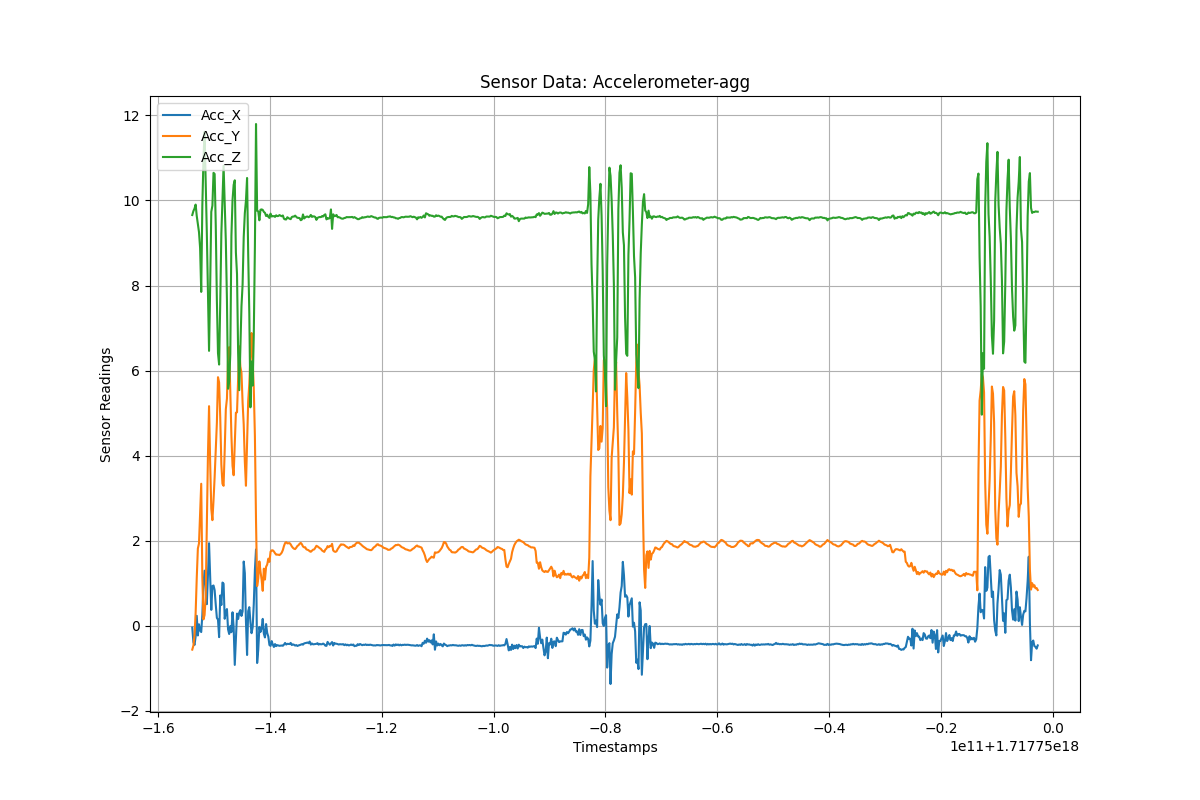 Sensor Data: Accelerometer-agg
Acc_X
Acc_Y
Acc_Z
12
10
8
6
4
2
0
−2
Sensor Readings
−1.6 −1.4 −1.2 −1.0 −0.8 −0.6 −0.4 −0.2 0.0
Timestamps
1e11+1.71775e18